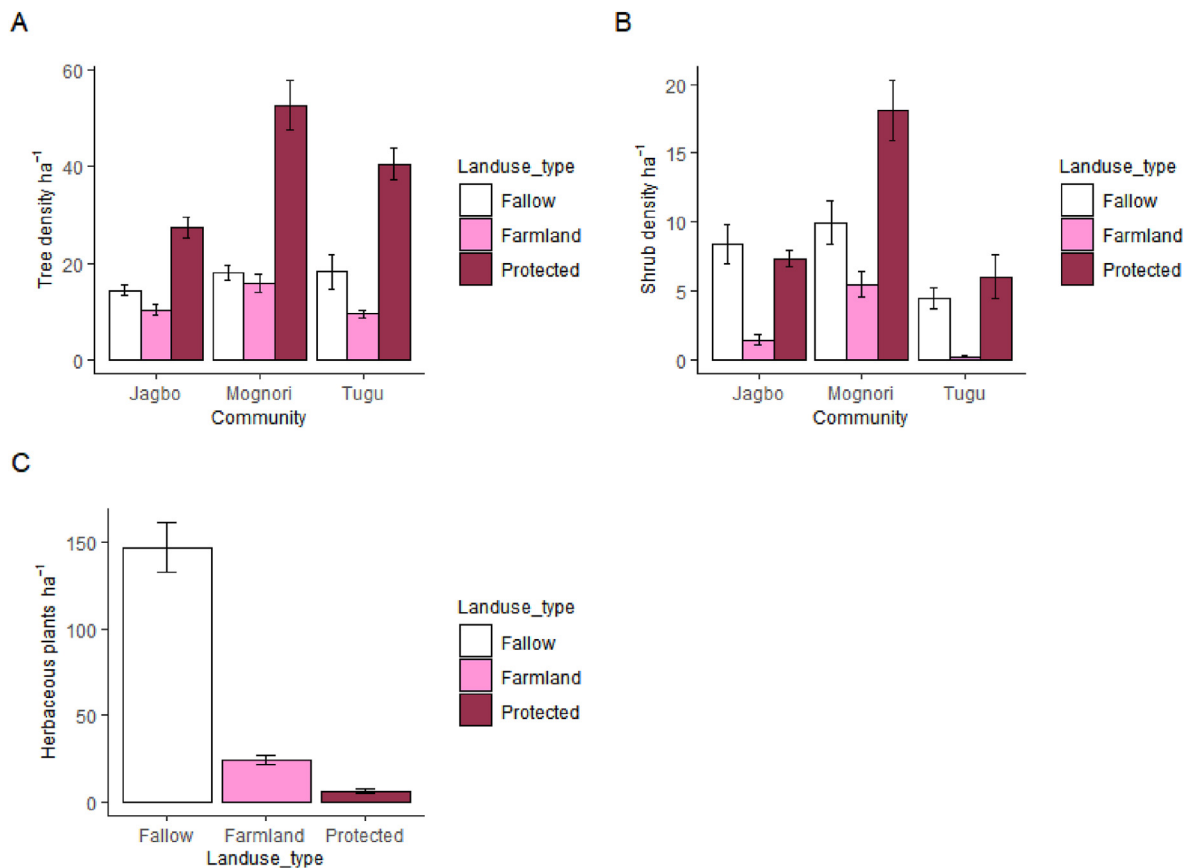 A
Tree density ha⁻¹
60
40
20
0
Jagbo Mognori Tugu
Community
Landuse_type
Fallow
Farmland
Protected
B
Shrub density ha⁻¹
20
15
10
5
0
Jagbo Mognori Tugu
Community
Landuse_type
Fallow
Farmland
Protected
C
Herbaceous plants ha⁻¹
150
100
50
0
Fallow Farmland Protected
Landuse_type
Landuse_type
Fallow
Farmland
Protected